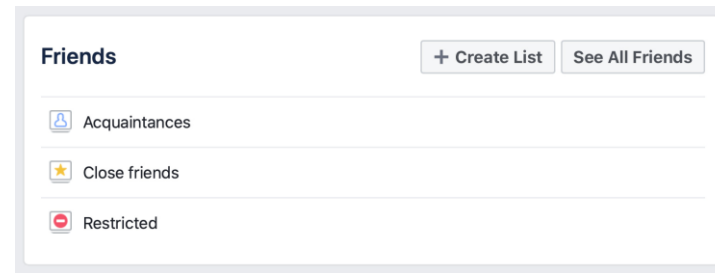 Friends + Create List See All Friends
Acquaintances
Close friends
Restricted